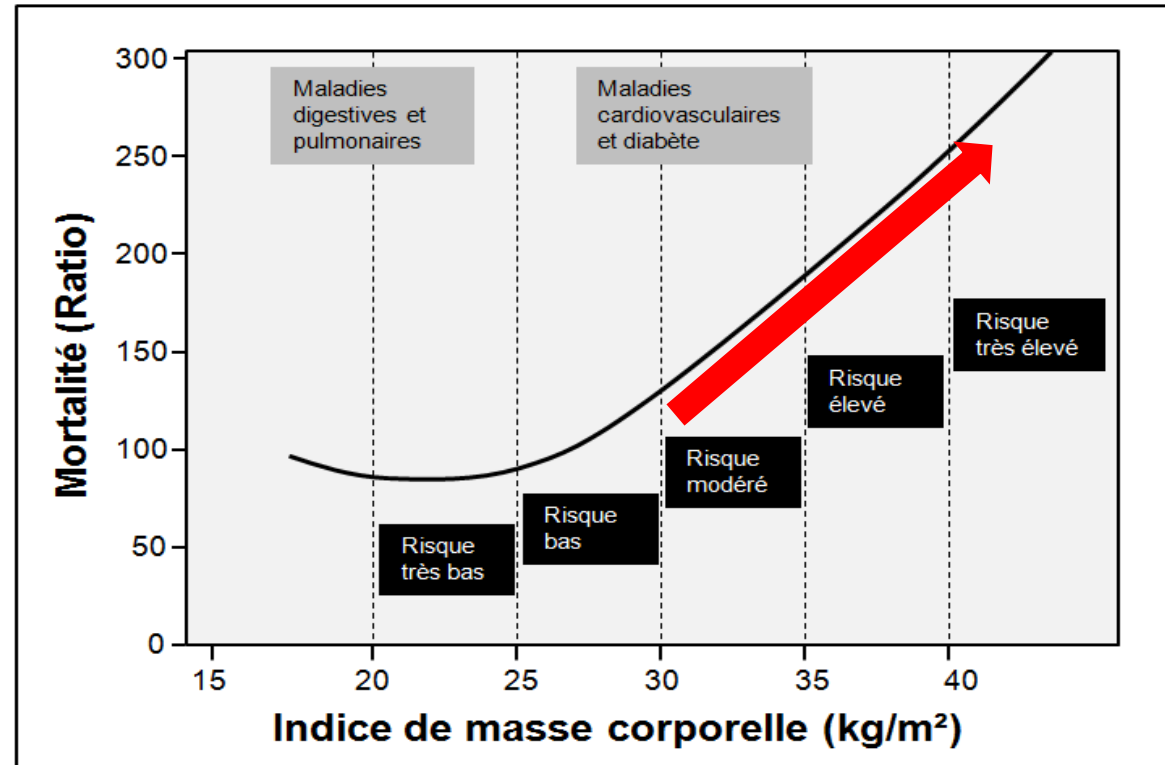 300
250
200
150
100
50
0
Mortalité (Ratio)
Maladies
digestives et
pulmonaires
Maladies
cardiovasculaires
et diabète
Risque
très bas
Risque
bas
Risque
modéré
Risque
élevé
Risque
très élevé
15 20 25 30 35 40
Indice de masse corporelle (kg/m²)